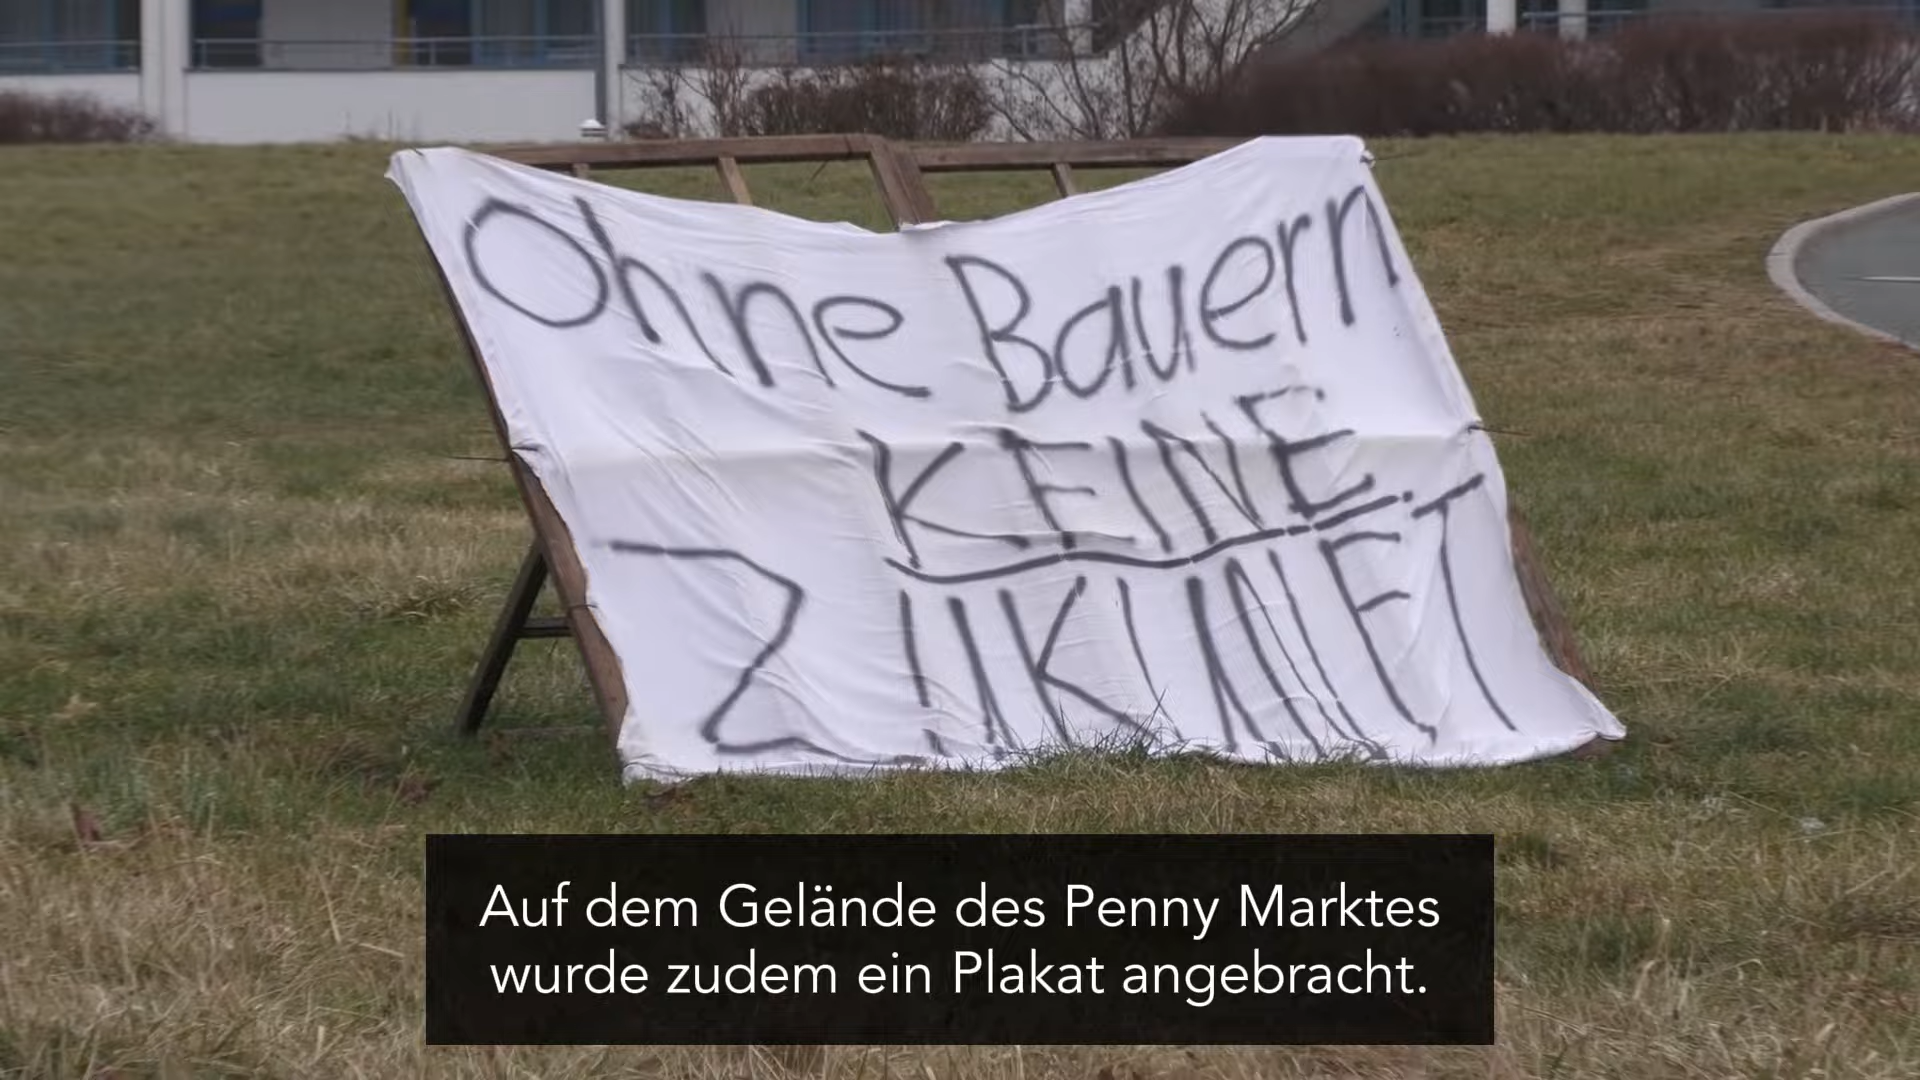 Ohne Bauern
KEINE
ZUKUNFT
Auf dem Gelände des Penny Marktes
wurde zudem ein Plakat angebracht.